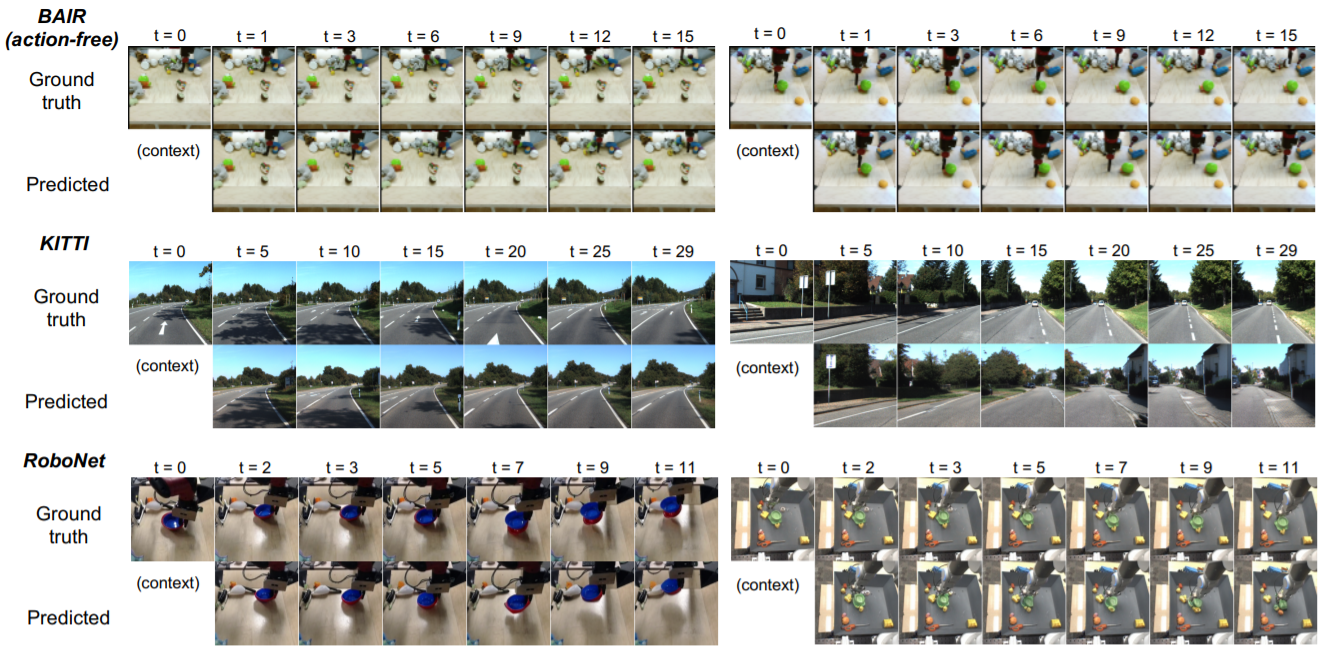 BAIR
(action-free)
t = 0 t = 1 t = 3 t = 6 t = 9 t = 12 t = 15 t = 0 t = 1 t = 3 t = 6 t = 9 t = 12 t = 15
Ground
truth
(context) (context)
Predicted
KITTI
t = 0 t = 5 t = 10 t = 15 t = 20 t = 25 t = 29 t = 0 t = 5 t = 10 t = 15 t = 20 t = 25 t = 29
Ground
truth
(context) (context)
Predicted
RoboNet
t = 0 t = 2 t = 3 t = 5 t = 7 t = 9 t = 11 t = 0 t = 2 t = 3 t = 5 t = 7 t = 9 t = 11
Ground
truth
(context) (context)
Predicted